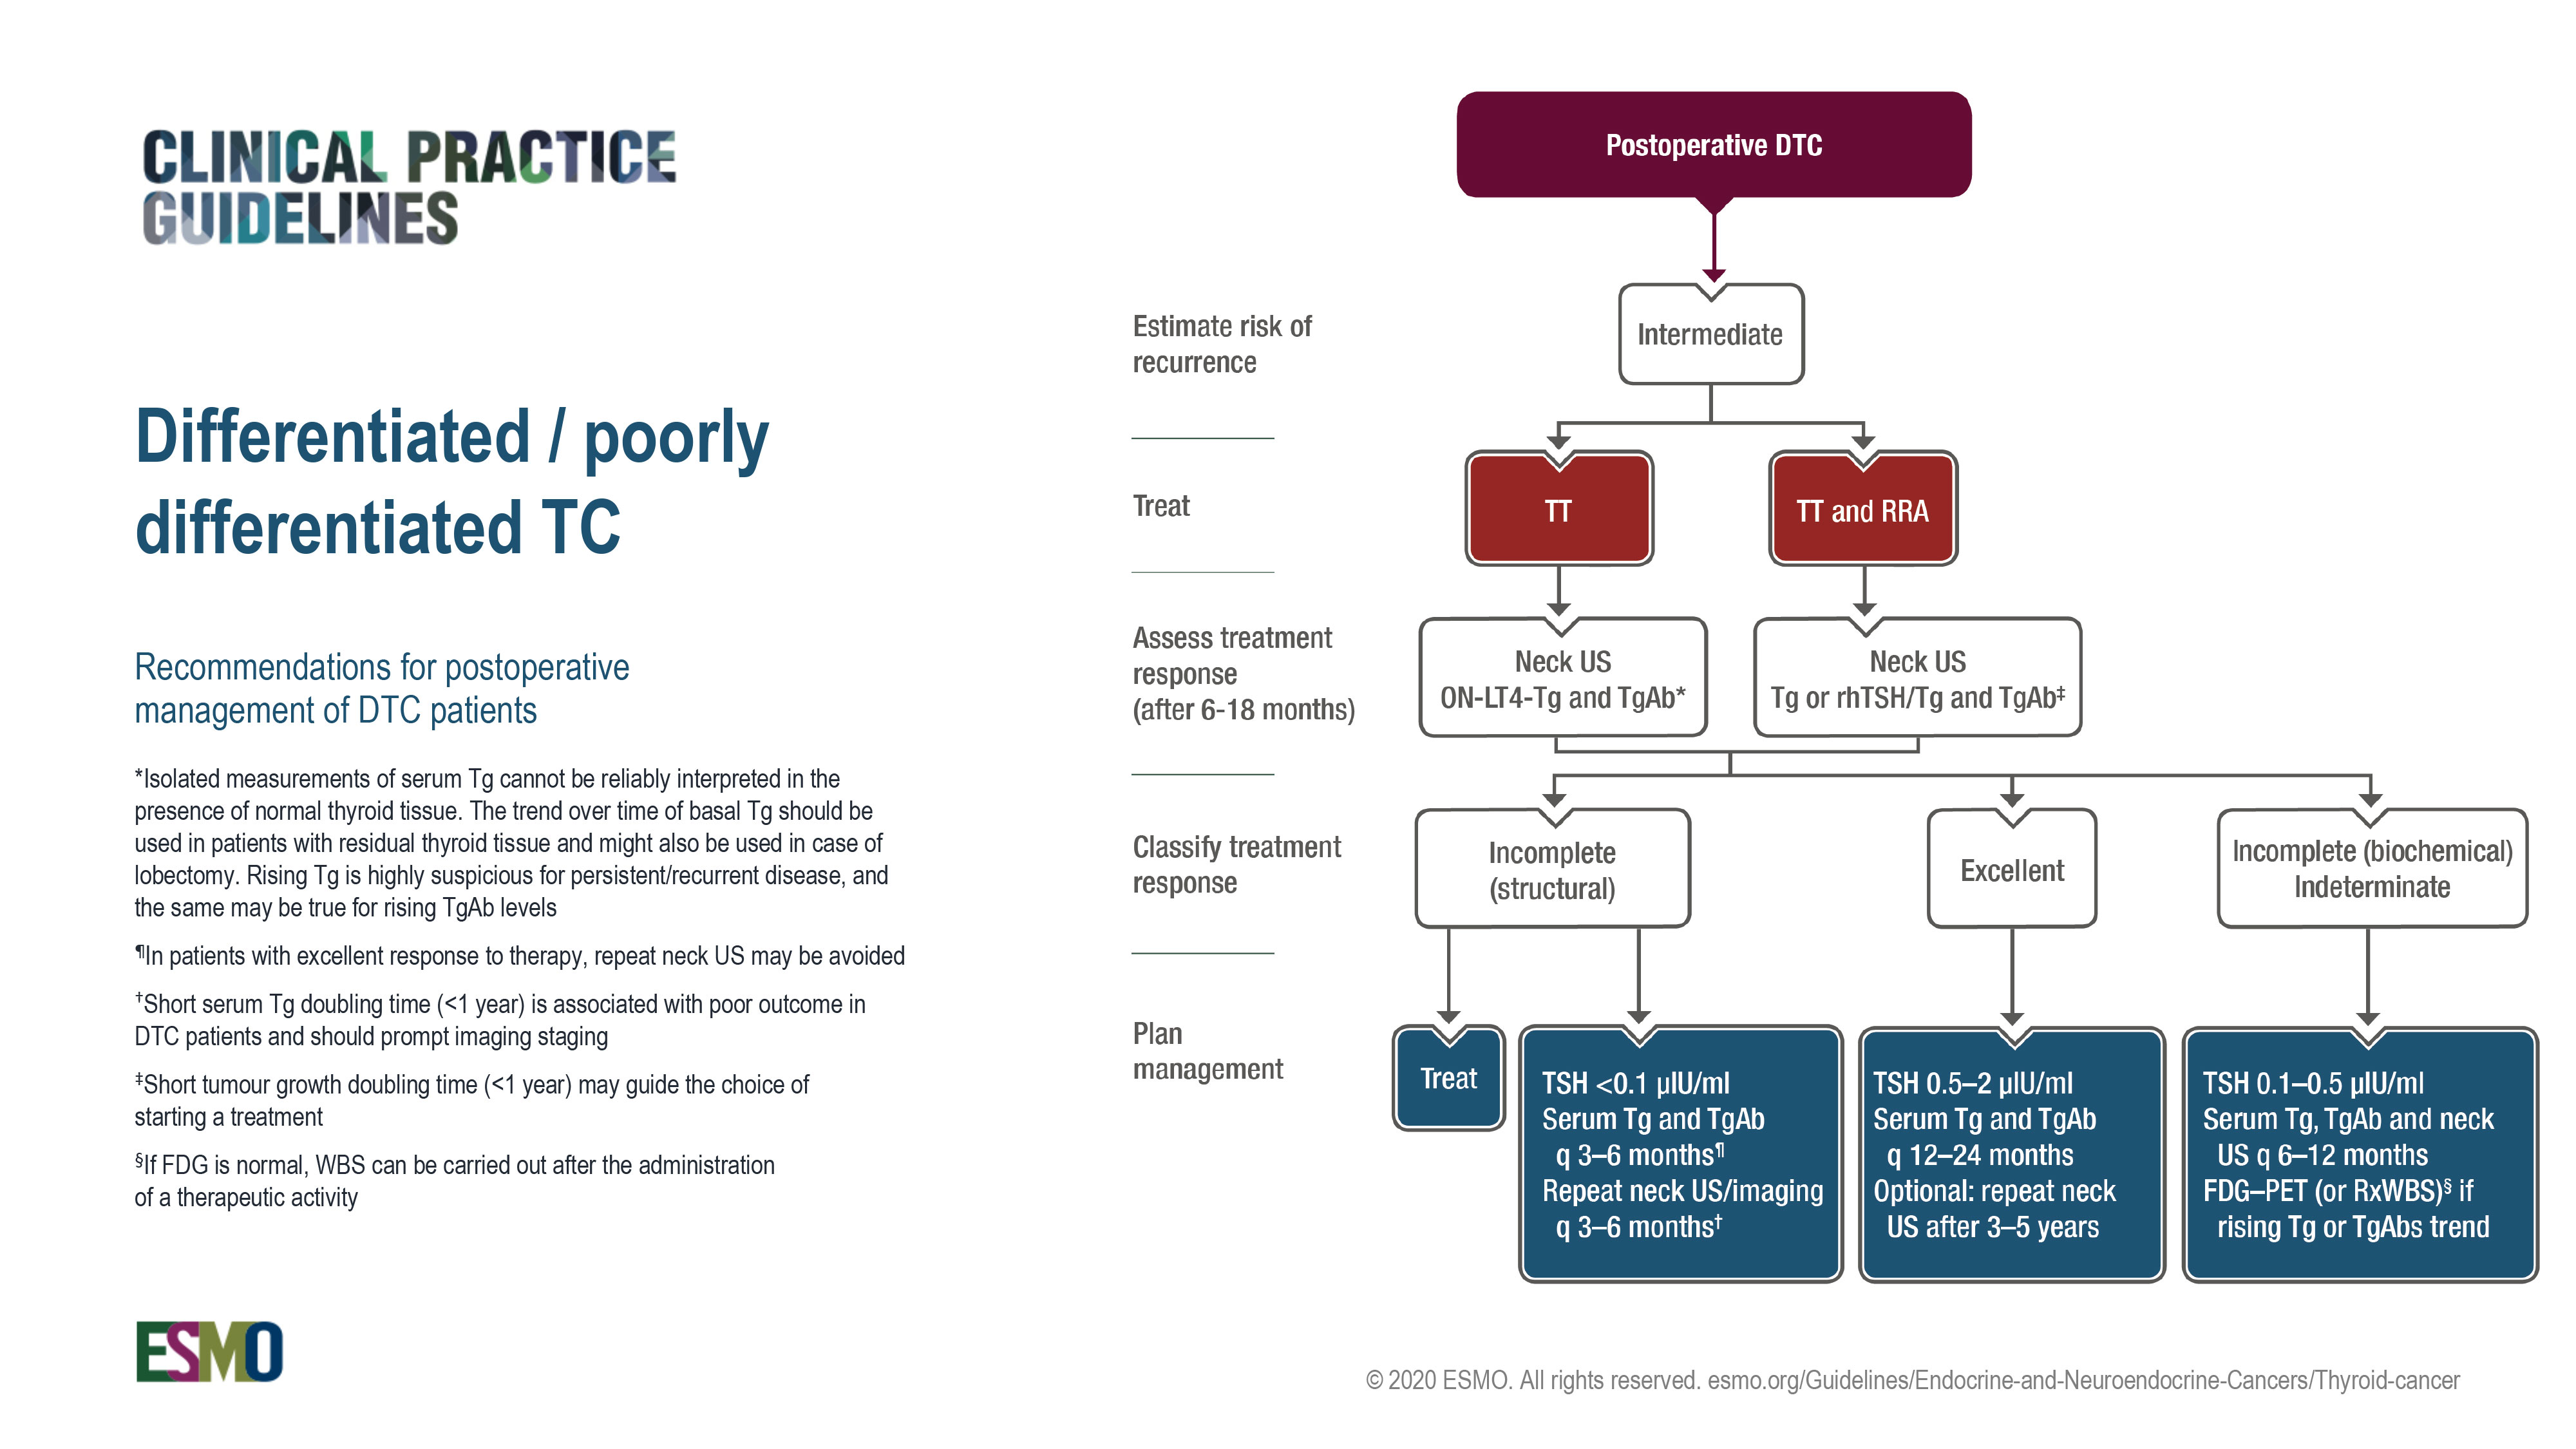 CLINICAL PRACTICE
GUIDELINES
Differentiated / poorly
differentiated TC
Recommendations for postoperative
management of DTC patients
*Isolated measurements of serum Tg cannot be reliably interpreted in the
presence of normal thyroid tissue. The trend over time of basal Tg should be
used in patients with residual thyroid tissue and might also be used in case of
lobectomy. Rising Tg is highly suspicious for persistent/recurrent disease, and
the same may be true for rising TgAb levels
¶In patients with excellent response to therapy, repeat neck US may be avoided
†Short serum Tg doubling time (<1 year) is associated with poor outcome in
DTC patients and should prompt imaging staging
‡Short tumour growth doubling time (<1 year) may guide the choice of
starting a treatment
§If FDG is normal, WBS can be carried out after the administration
of a therapeutic activity
ESMO
Postoperative DTC
Estimate risk of
recurrence
Intermediate
Treat
TT
TT and RRA
Assess treatment
response
(after 6-18 months)
Neck US
ON-LT4-Tg and TgAb*
Neck US
Tg or rhTSH/Tg and TgAb‡
Classify treatment
response
Incomplete
(structural)
Excellent
Incomplete (biochemical)
Indeterminate
Plan
management
Treat
TSH <0.1 µIU/ml
Serum Tg and TgAb
q 3–6 months¶
Repeat neck US/imaging
q 3–6 months†
TSH 0.5–2 µIU/ml
Serum Tg and TgAb
q 12–24 months
Optional: repeat neck
US after 3–5 years
TSH 0.1–0.5 µIU/ml
Serum Tg, TgAb and neck
US q 6–12 months
FDG–PET (or RxWBS)§ if
rising Tg or TgAbs trend
© 2020 ESMO. All rights reserved. esmo.org/Guidelines/Endocrine-and-Neuroendocrine-Cancers/Thyroid-cancer